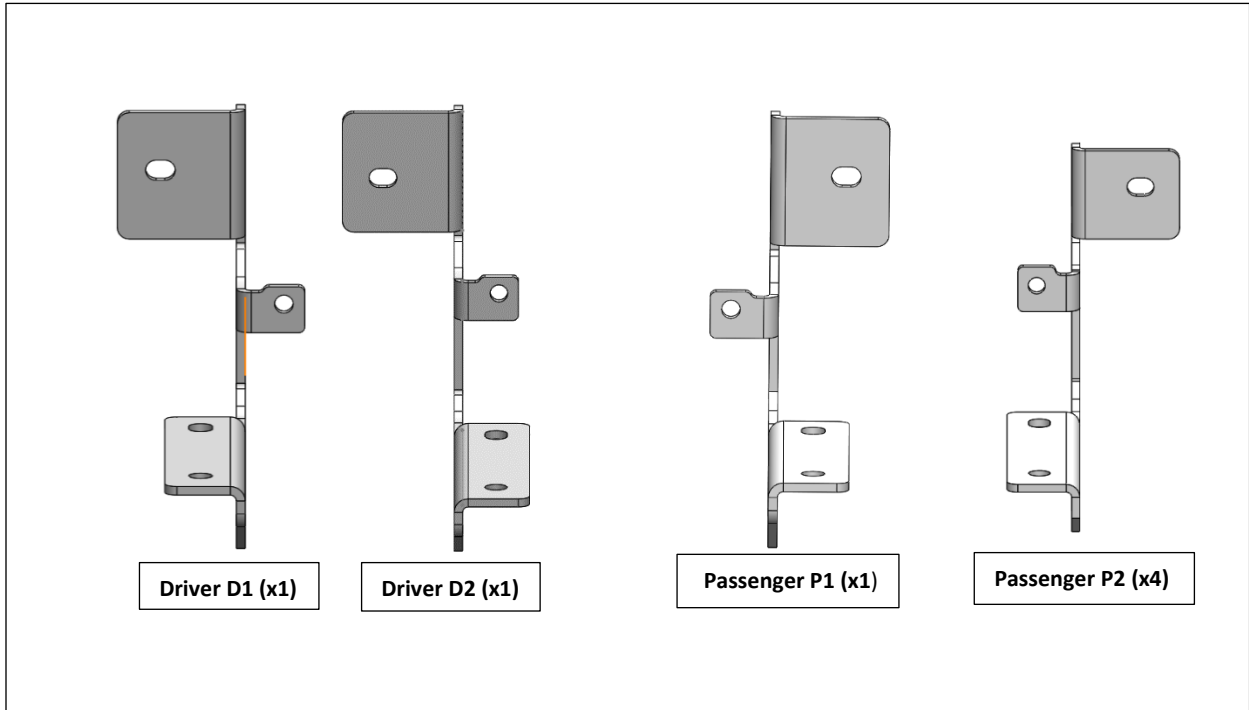 Driver D1 (x1)
Driver D2 (x1)
Passenger P1 (x1)
Passenger P2 (x4)